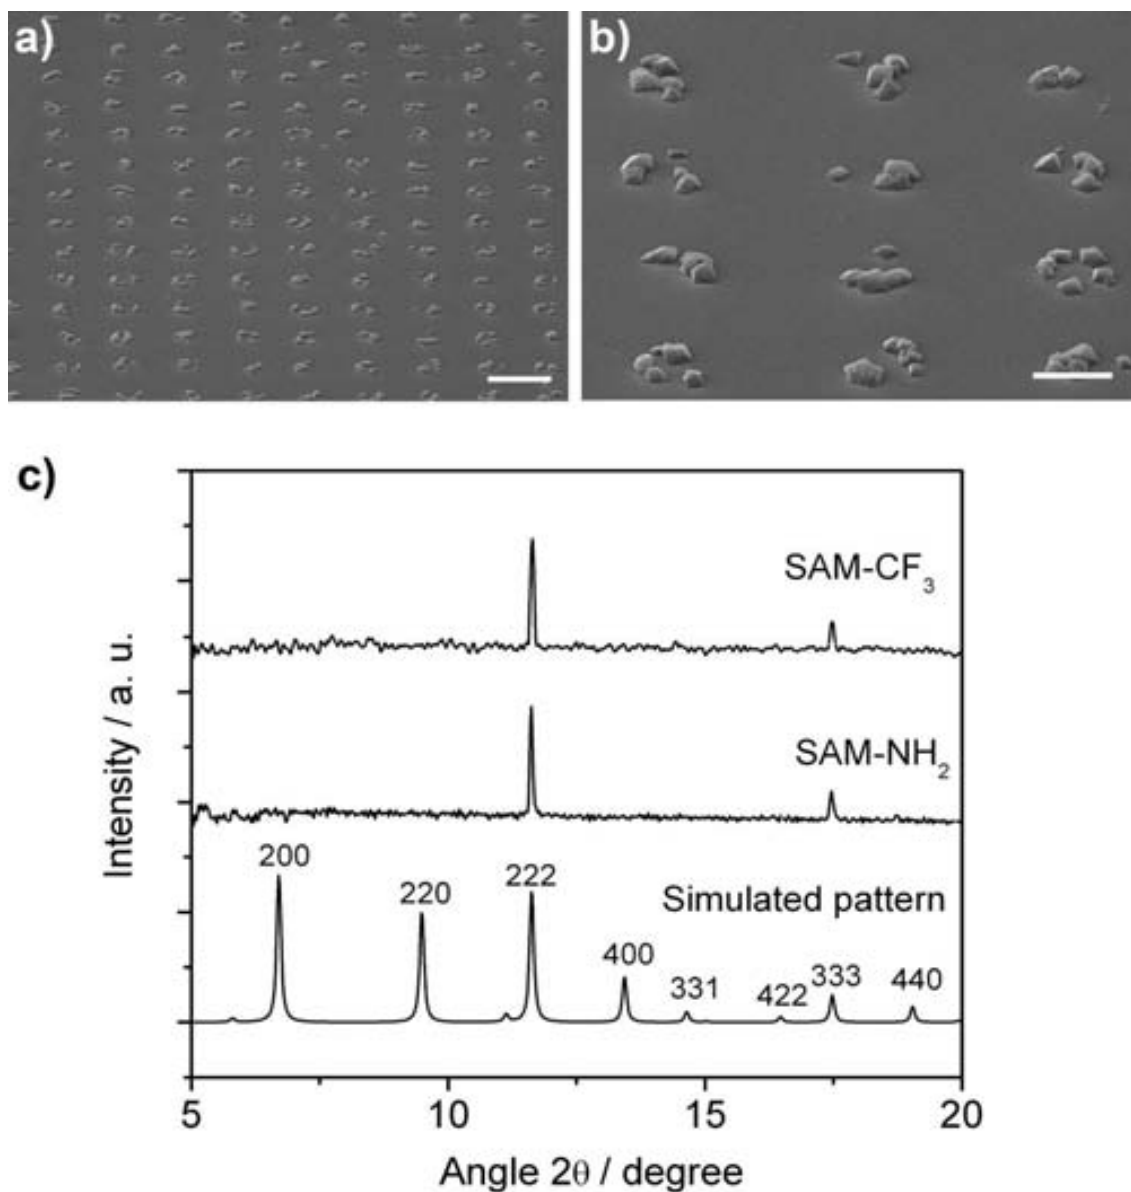 a)
b)
c)
Intensity / a. u.
SAM-CF₃
SAM-NH₂
Simulated pattern
200
220
222
400
331
422
333
440
5
10
15
20
Angle 2θ / degree